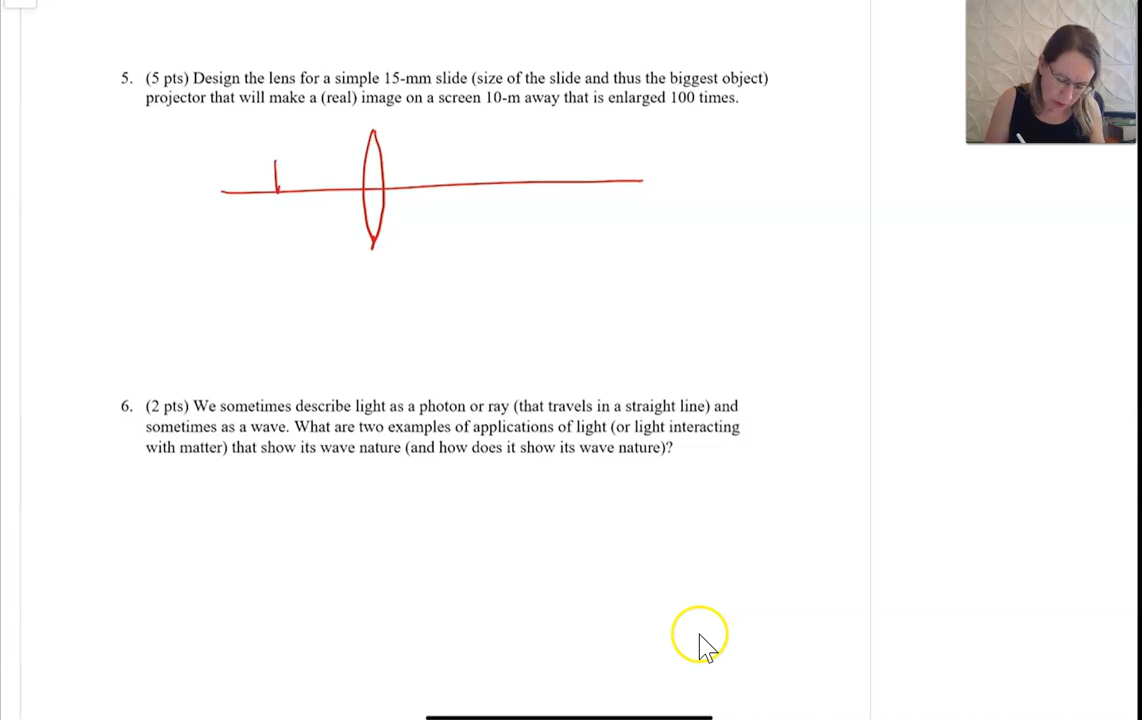 5. (5 pts) Design the lens for a simple 15-mm slide (size of the slide and thus the biggest object)
projector that will make a (real) image on a screen 10-m away that is enlarged 100 times.
6. (2 pts) We sometimes describe light as a photon or ray (that travels in a straight line) and
sometimes as a wave. What are two examples of applications of light (or light interacting
with matter) that show its wave nature (and how does it show its wave nature)?